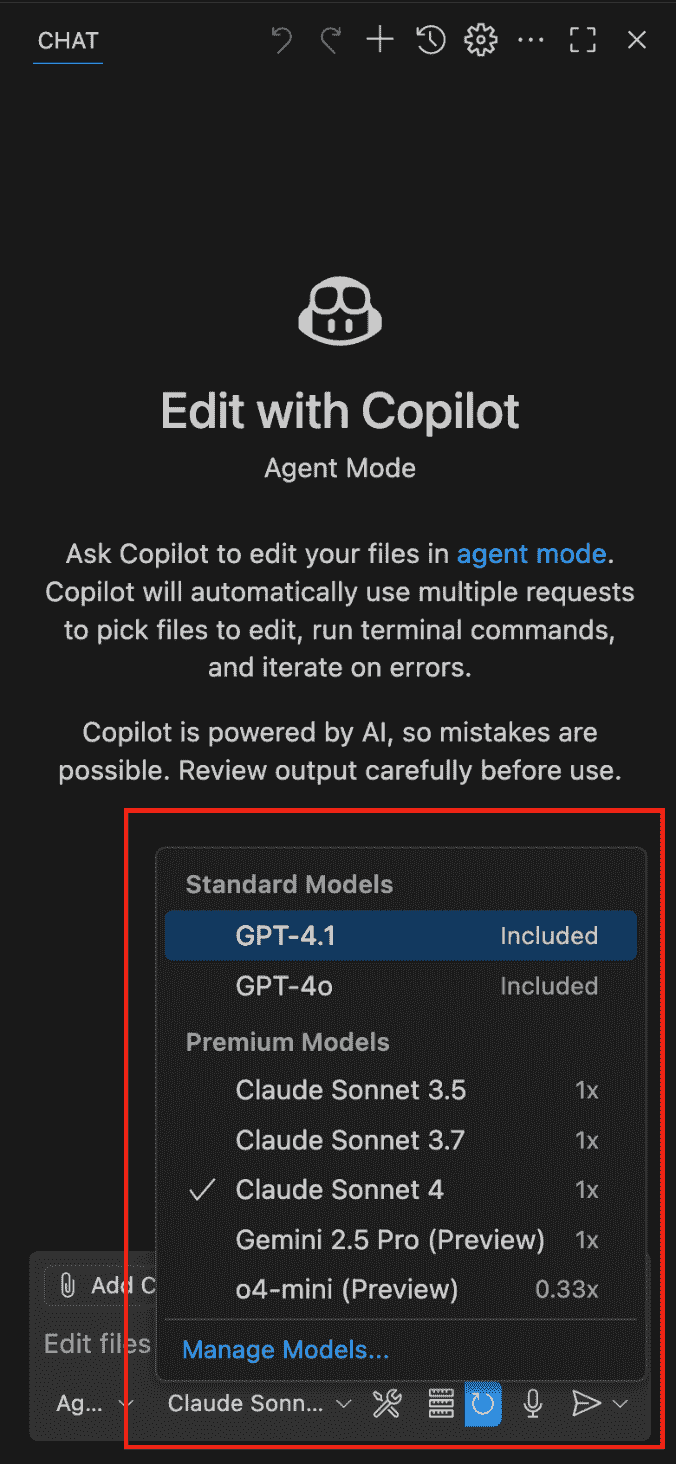 CHAT
Edit with Copilot
Agent Mode
Ask Copilot to edit your files in agent mode.
Copilot will automatically use multiple requests
to pick files to edit, run terminal commands,
and iterate on errors.
Copilot is powered by AI, so mistakes are
possible. Review output carefully before use.
Standard Models
GPT-4.1 Included
GPT-4o Included
Premium Models
Claude Sonnet 3.5 1x
Claude Sonnet 3.7 1x
Claude Sonnet 4 1x
Gemini 2.5 Pro (Preview) 1x
o4-mini (Preview) 0.33x
Add C
Edit files
Manage Models...
Ag... Claude Sonn...